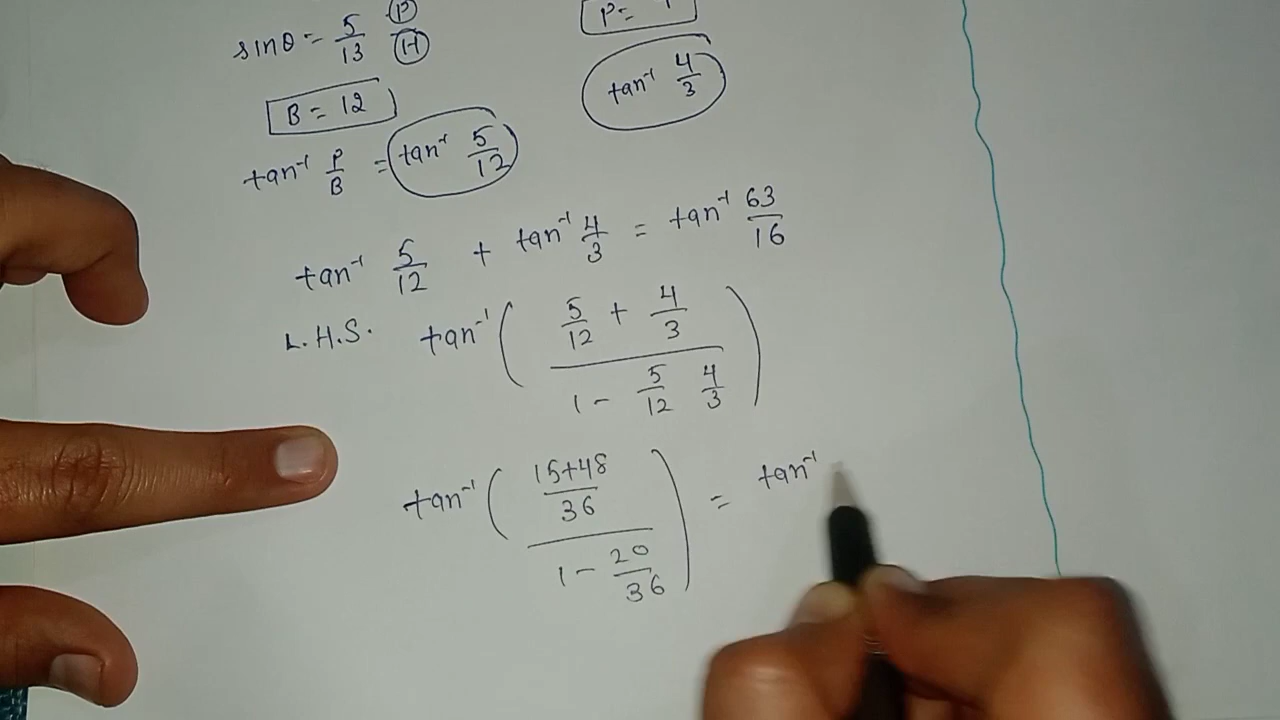 sinθ = 5/13 (P)/(H)
P =
B = 12
tan⁻¹ 4/3
tan⁻¹ P/B = tan⁻¹ 5/12
tan⁻¹ 5/12 + tan⁻¹ 4/3 = tan⁻¹ 63/16
L.H.S. tan⁻¹ ( (5/12 + 4/3) / (1 - 5/12 4/3) )
tan⁻¹ ( (15+48/36) / (1 - 20/36) ) = tan⁻¹